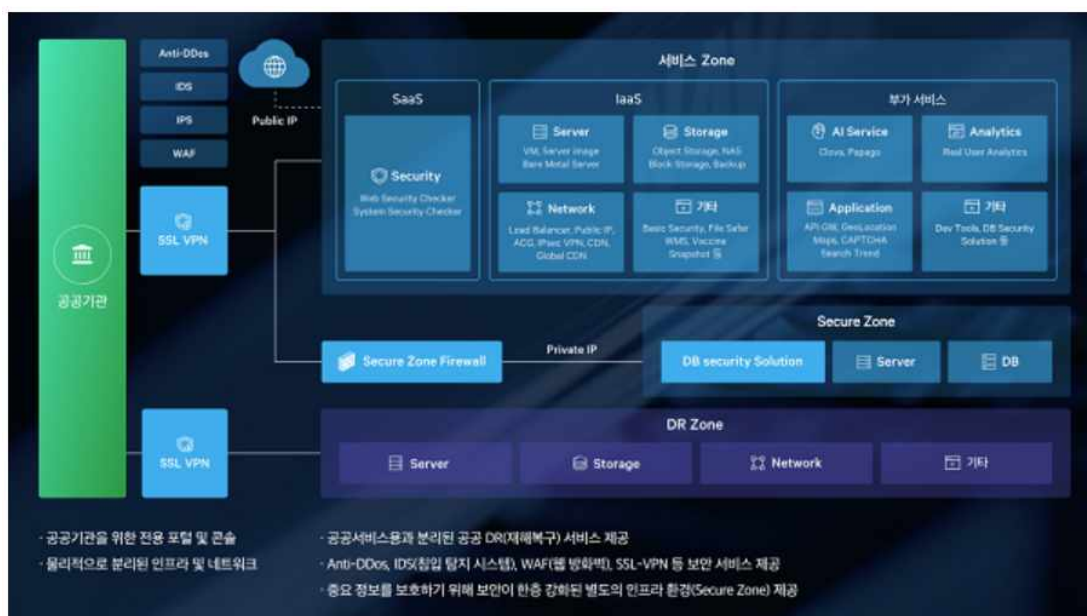 Anti-DDos
IDS
IPS
WAF
Public IP
SSL VPN
공공기관
SSL VPN
서비스 Zone
SaaS
Security
Web Security Checker
System Security Checker
IaaS
Server
VM, Server Image
Bare Metal Server
Storage
Object Storage, NAS
Block Storage, Backup
Network
Load Balancer, Public IP,
ACG, IPsec VPN, CDN,
Global CDN
기타
Basic Security, File Safer
WMS, Vaccine
Snapshot 등
부가 서비스
AI Service
Clova, Papago
Analytics
Real User Analytics
Application
API GW, GeoLocation
Maps, CAPTCHA
Search Trend
기타
Dev Tools, DB Security
Solution 등
Secure Zone Firewall
Private IP
Secure Zone
DB security Solution
Server
DB
DR Zone
Server
Storage
Network
기타
· 공공기관을 위한 전용 포털 및 콘솔
· 물리적으로 분리된 인프라 및 네트워크
· 공공서비스용과 분리된 공공 DR(재해복구) 서비스 제공
· Anti-DDos, IDS(침입 탐지 시스템), WAF(웹 방화벽), SSL-VPN 등 보안 서비스 제공
· 중요 정보를 보호하기 위해 보안이 한층 강화된 별도의 인프라 환경(Secure Zone) 제공